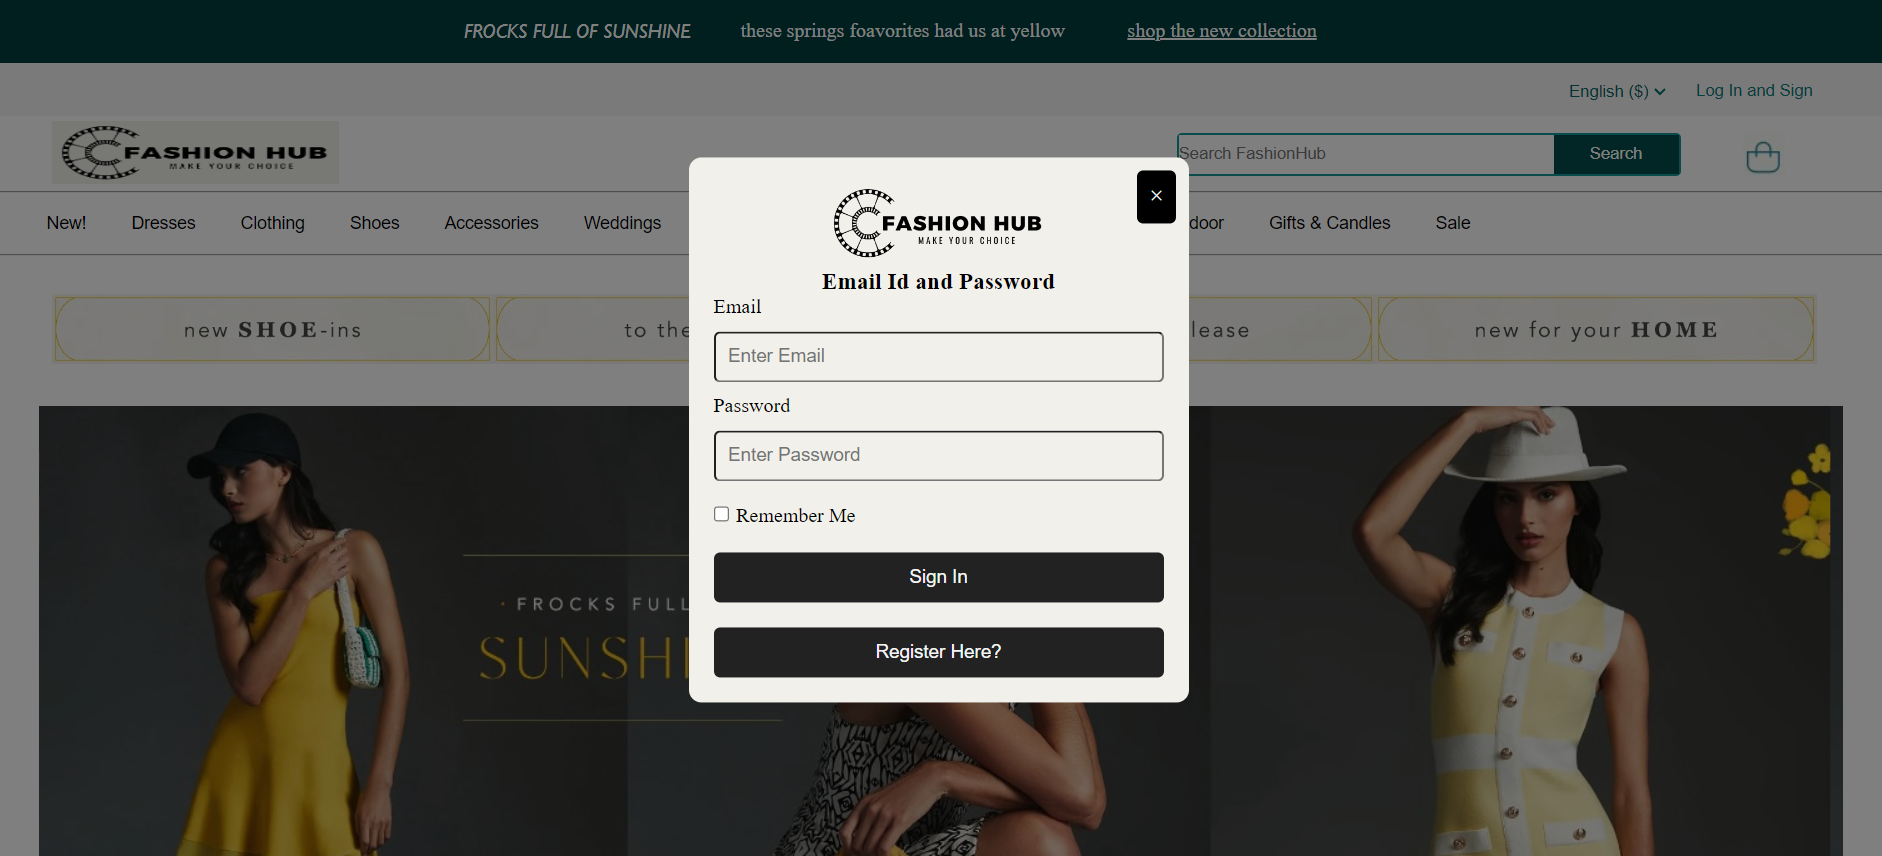 FROCKS FULL OF SUNSHINE these springs foavorites had us at yellow shop the new collection
English ($) Log In and Sign
FASHION HUB
MAKE YOUR CHOICE
Search FashionHub Search
New! Dresses Clothing Shoes Accessories Weddings door Gifts & Candles Sale
new SHOE-ins to the lease new for your HOME
FROCKS FULL
SUNSHI
×
FASHION HUB
MAKE YOUR CHOICE
Email Id and Password
Email
Enter Email
Password
Enter Password
Remember Me
Sign In
Register Here?